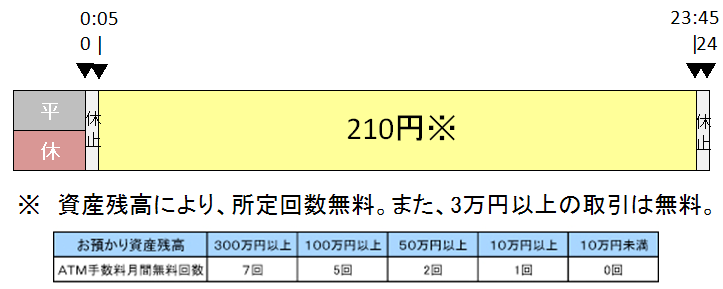 0:05 23:45
0 | |24
平 休止 210円※ 休止
休
※ 資産残高により、所定回数無料。また、3万円以上の取引は無料。
お預かり資産残高 300万円以上 100万円以上 50万円以上 10万円以上 10万円未満
ATM手数料月間無料回数 7回 5回 2回 1回 0回